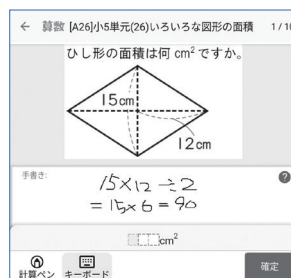 ← 算数 [A26]小5単元(26)いろいろな図形の面積 1/10
ひし形の面積は何 cm² ですか。
15cm
12cm
手書き:
15×12÷2
=15×6=90
cm²
計算ペン キーボード 確定